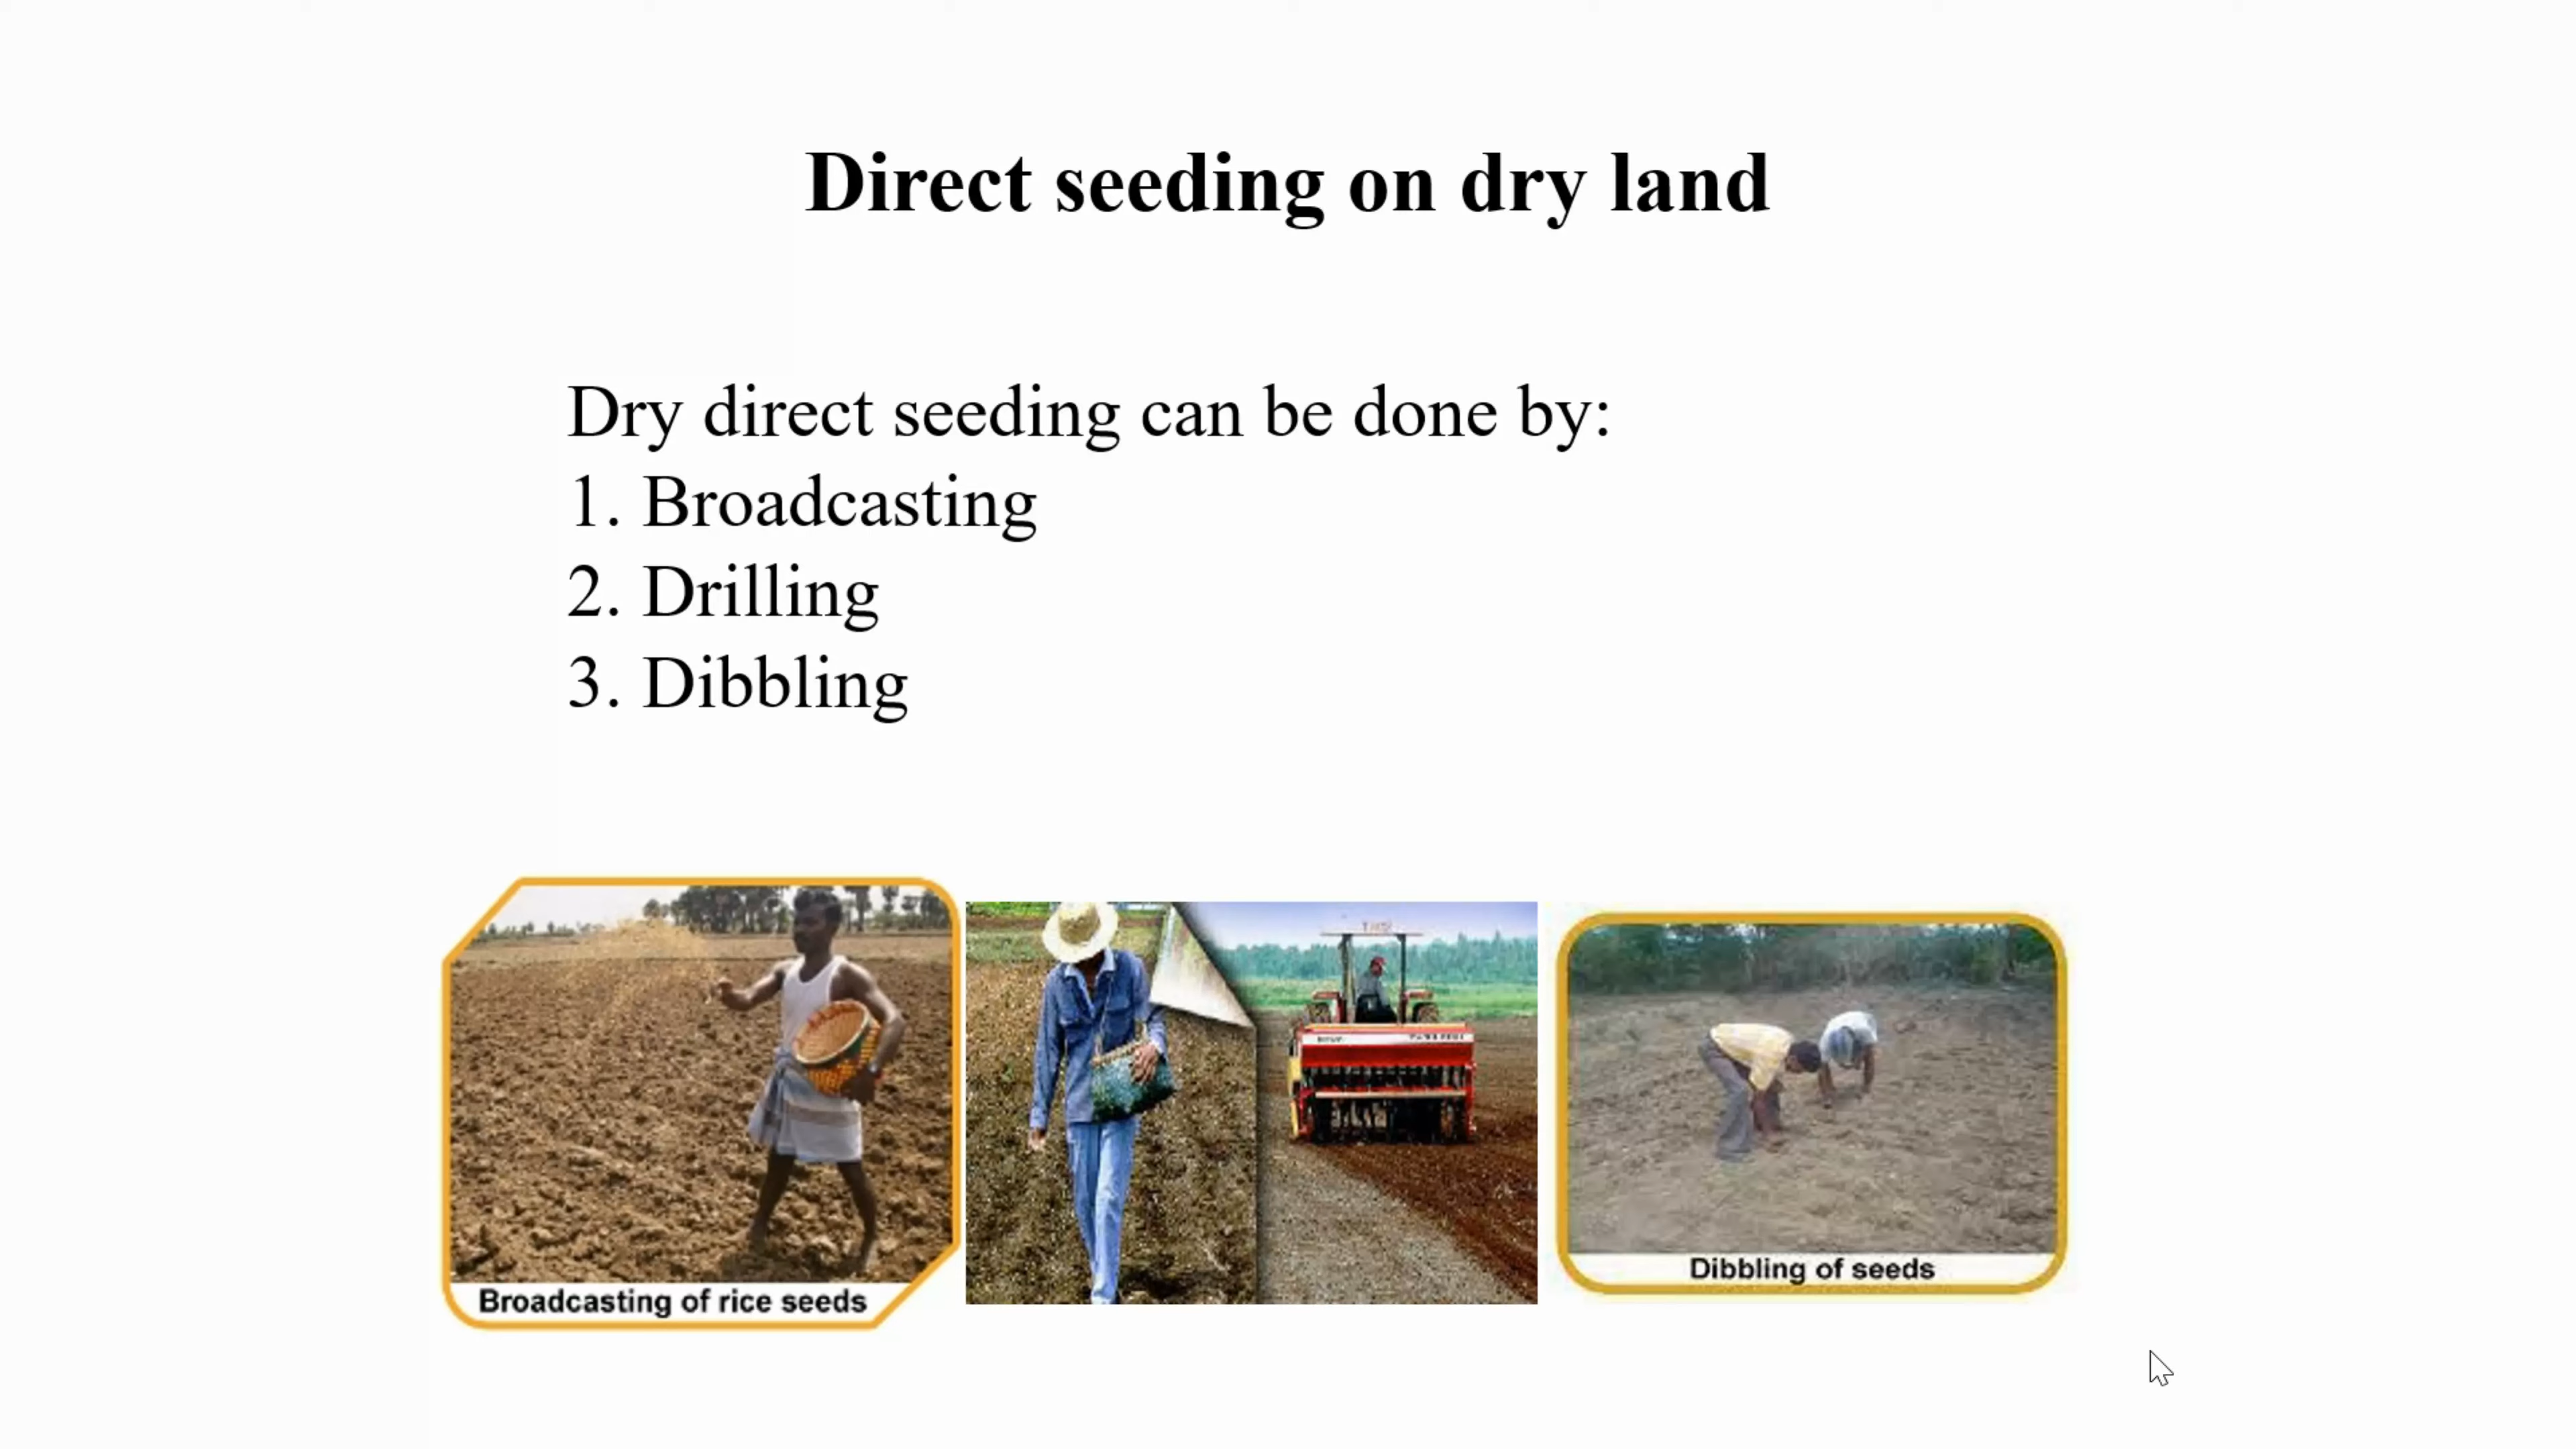 Direct seeding on dry land
Dry direct seeding can be done by:
1. Broadcasting
2. Drilling
3. Dibbling
Broadcasting of rice seeds
Dibbling of seeds